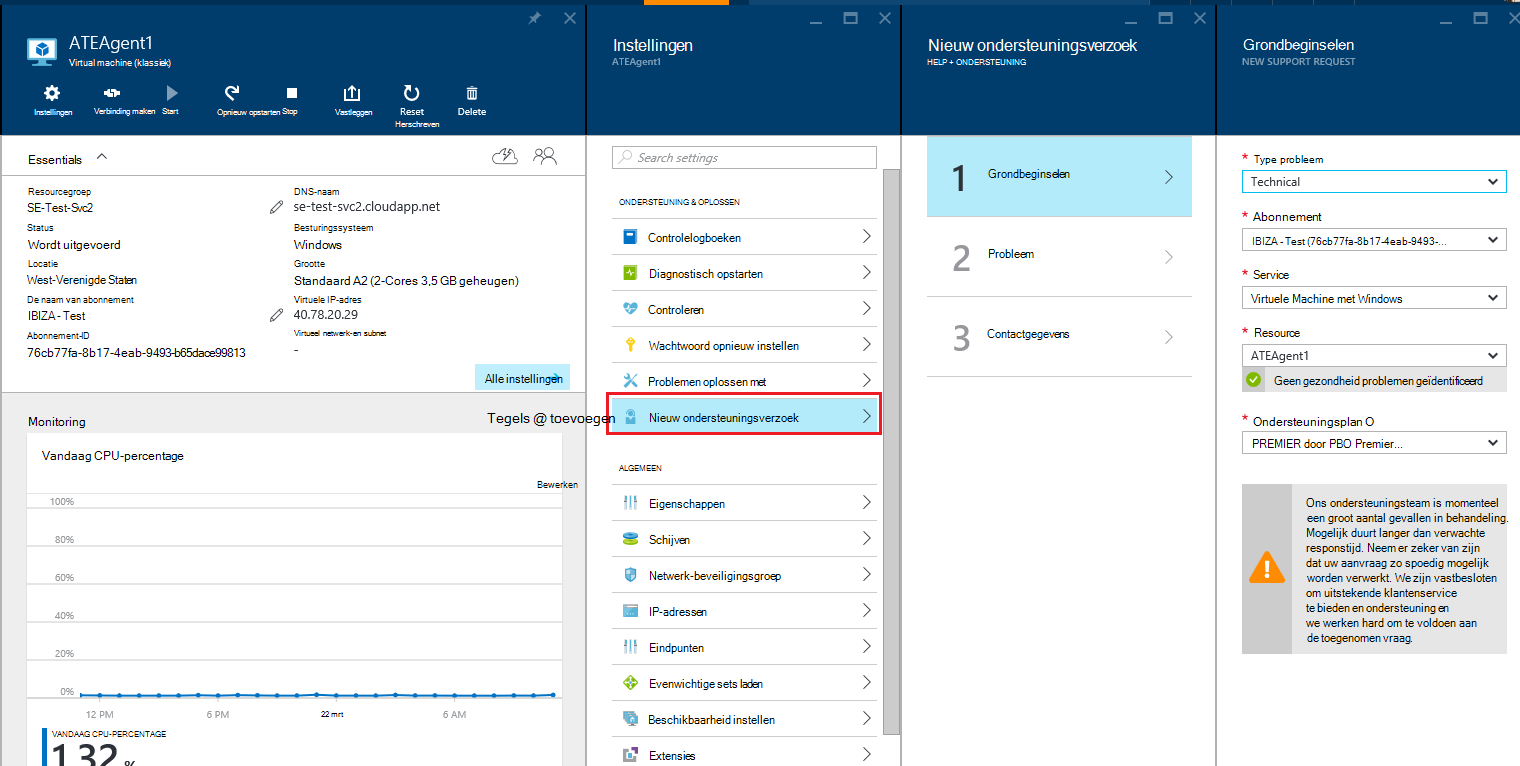 ATEAgent1
Virtual machine (klassiek)
Instellingen
Verbinding maken
Start
Opnieuw opstarten
Stop
Vastleggen
Reset
Herschreven
Delete
Essentials
Resourcegroep
SE-Test-Svc2
Status
Wordt uitgevoerd
Locatie
West-Verenigde Staten
De naam van abonnement
IBIZA - Test
Abonnement-ID
76cb77fa-8b17-4eab-9493-b65dace99813
DNS-naam
se-test-svc2.cloudapp.net
Besturingssysteem
Windows
Grootte
Standaard A2 (2-Cores 3,5 GB geheugen)
Virtuele IP-adres
40.78.20.29
Virtueel netwerk-en subnet
-
Alle instellingen
Monitoring
Tegels @ toevoegen
Vandaag CPU-percentage
Bewerken
100%
80%
60%
40%
20%
0%
12 PM
6 PM
22 mrt
6 AM
VANDAAG CPU-PERCENTAGE
1.32 %
Instellingen
ATEAgent1
Search settings
ONDERSTEUNING & OPLOSSEN
Controlelogboeken
Diagnostisch opstarten
Controleren
Wachtwoord opnieuw instellen
Problemen oplossen met
Nieuw ondersteuningsverzoek
ALGEMEEN
Eigenschappen
Schijven
Netwerk-beveiligingsgroep
IP-adressen
Eindpunten
Evenwichtige sets laden
Beschikbaarheid instellen
Extensies
Nieuw ondersteuningsverzoek
HELP + ONDERSTEUNING
1 Grondbeginselen
2 Probleem
3 Contactgegevens
Grondbeginselen
NEW SUPPORT REQUEST
* Type probleem
Technical
* Abonnement
IBIZA - Test (76cb77fa-8b17-4eab-9493-...
* Service
Virtuele Machine met Windows
* Resource
ATEAgent1
Geen gezondheid problemen geïdentificeerd
* Ondersteuningsplan O
PREMIER door PBO Premier...
Ons ondersteuningsteam is momenteel
een groot aantal gevallen in behandeling.
Mogelijk duurt langer dan verwachte
responstijd. Neem er zeker van zijn
dat uw aanvraag zo spoedig mogelijk
worden verwerkt. We zijn vastbesloten
om uitstekende klantenservice
te bieden en ondersteuning en
we werken hard om te voldoen aan
de toegenomen vraag.